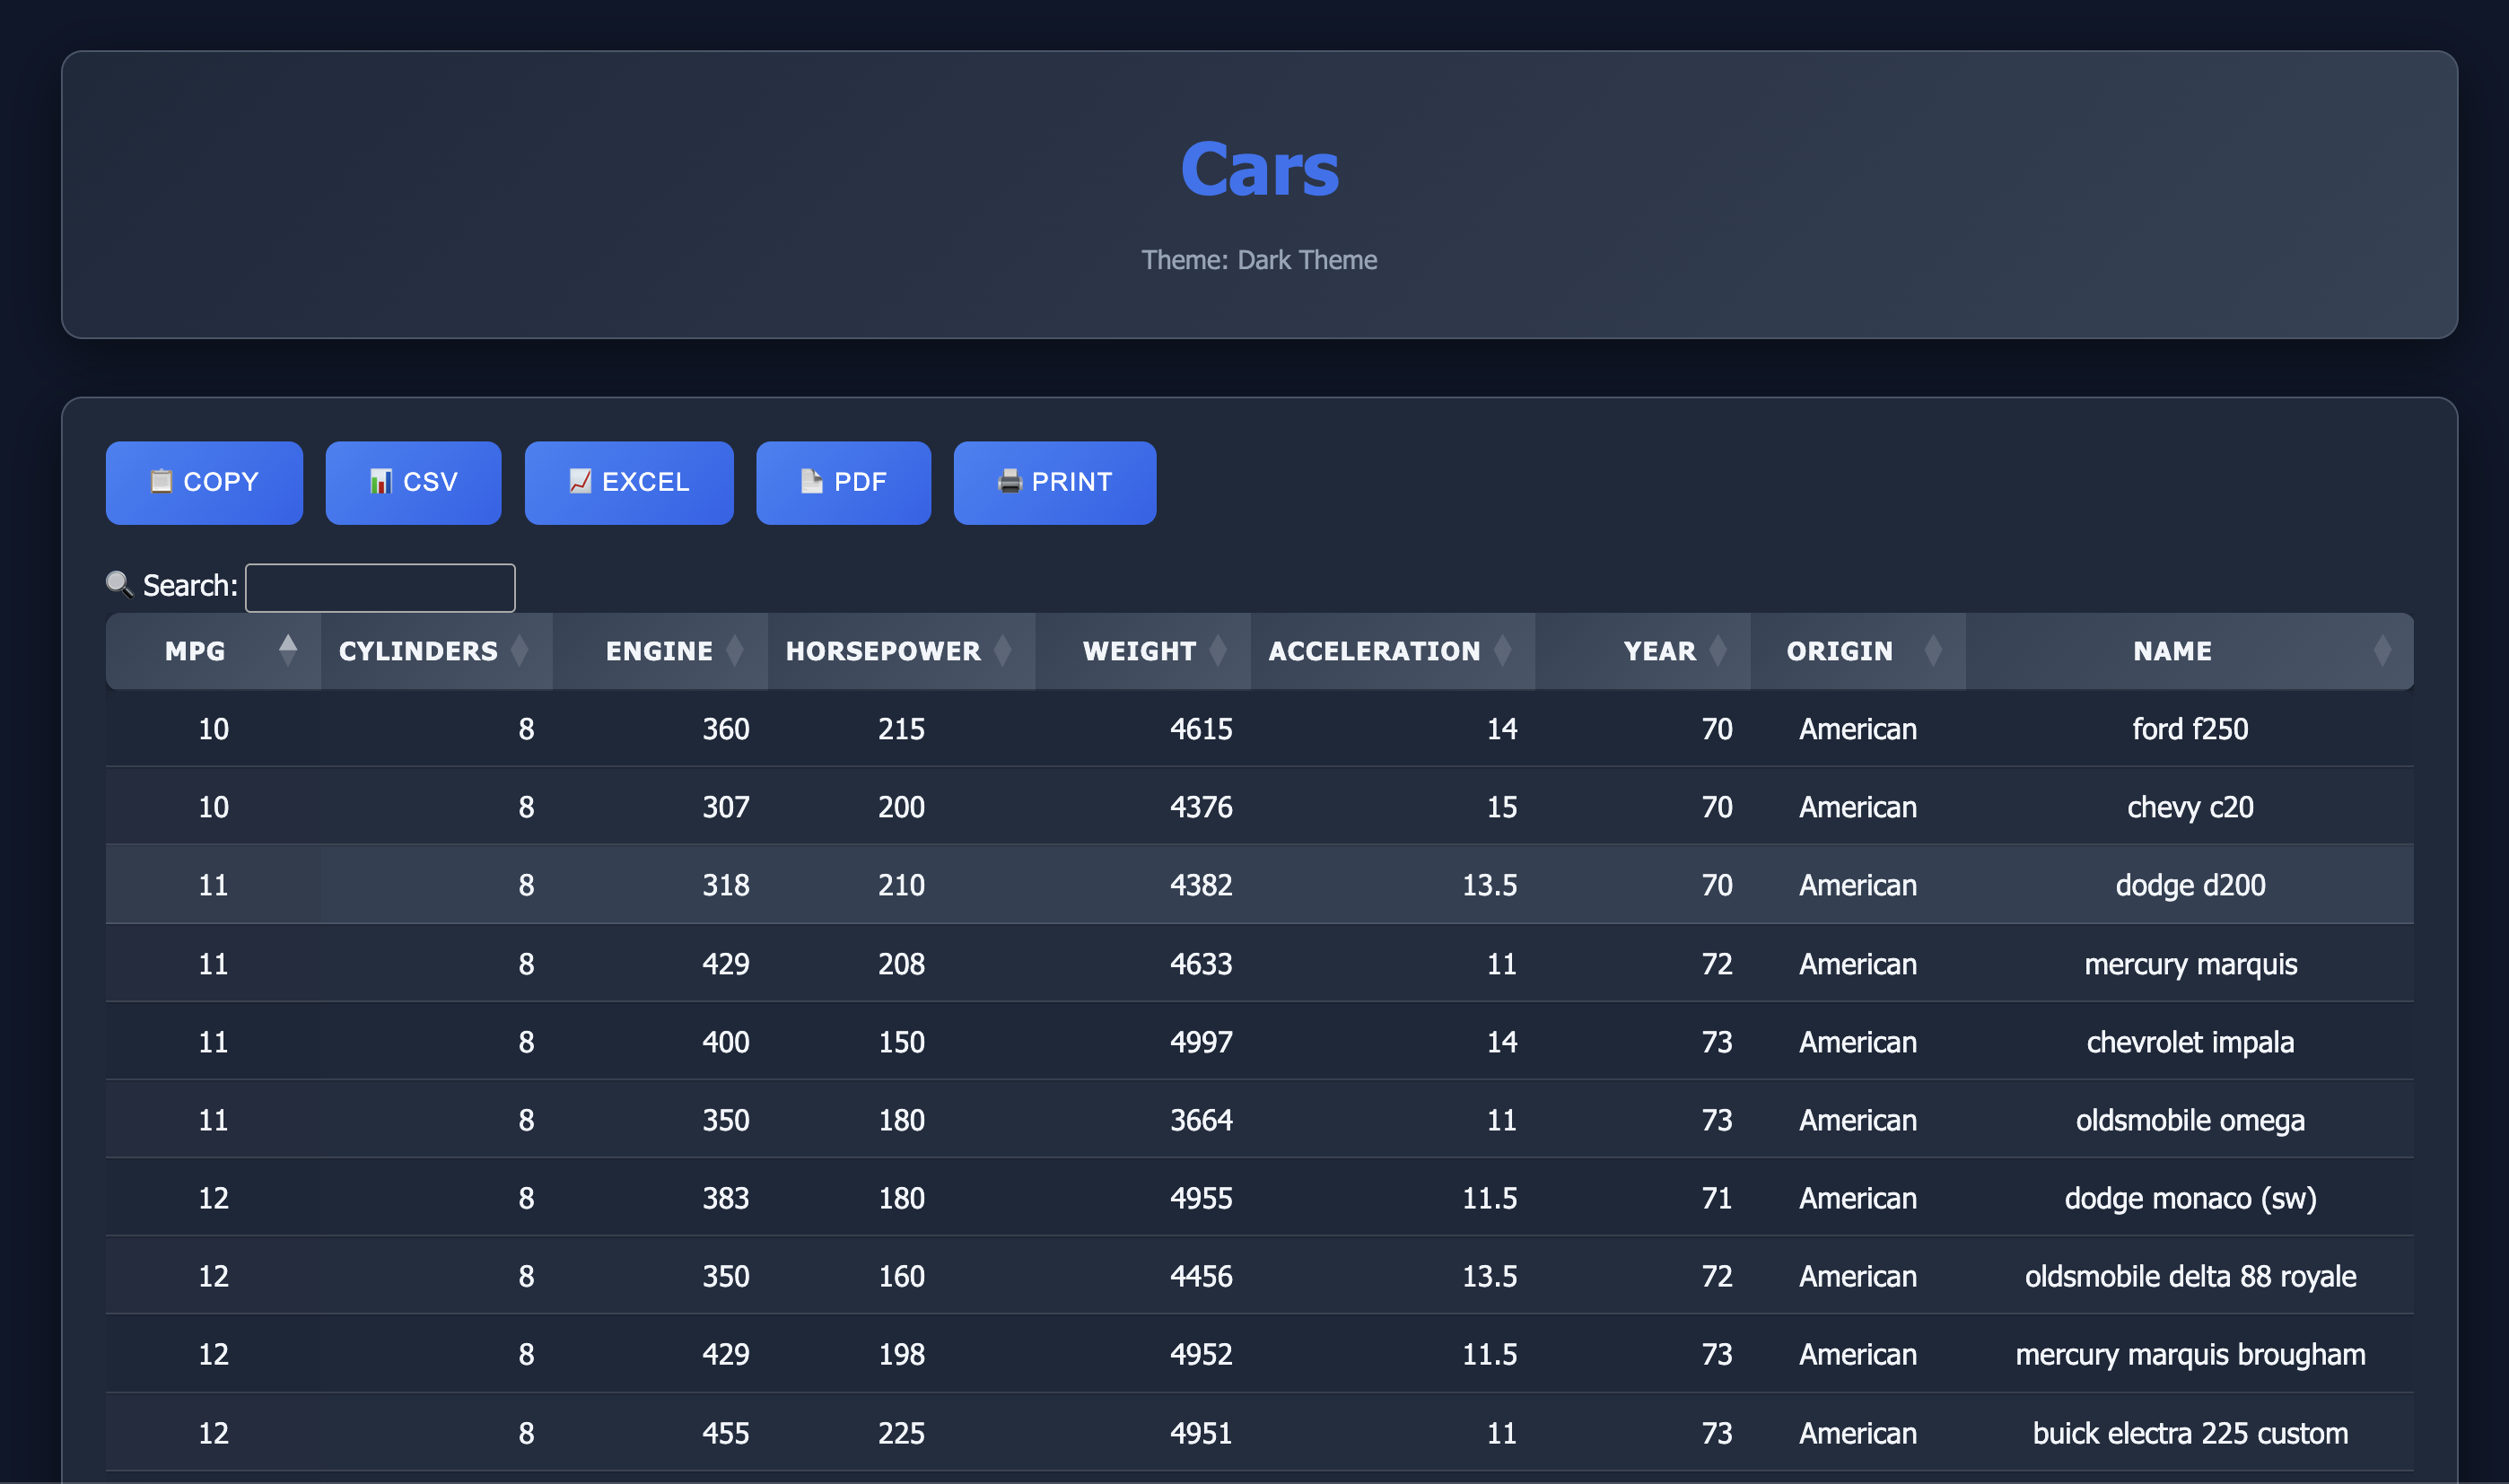 Cars
Theme: Dark Theme
COPY CSV EXCEL PDF PRINT
Search:
MPG CYLINDERS ENGINE HORSEPOWER WEIGHT ACCELERATION YEAR ORIGIN NAME
10 8 360 215 4615 14 70 American ford f250
10 8 307 200 4376 15 70 American chevy c20
11 8 318 210 4382 13.5 70 American dodge d200
11 8 429 208 4633 11 72 American mercury marquis
11 8 400 150 4997 14 73 American chevrolet impala
11 8 350 180 3664 11 73 American oldsmobile omega
12 8 383 180 4955 11.5 71 American dodge monaco (sw)
12 8 350 160 4456 13.5 72 American oldsmobile delta 88 royale
12 8 429 198 4952 11.5 73 American mercury marquis brougham
12 8 455 225 4951 11 73 American buick electra 225 custom